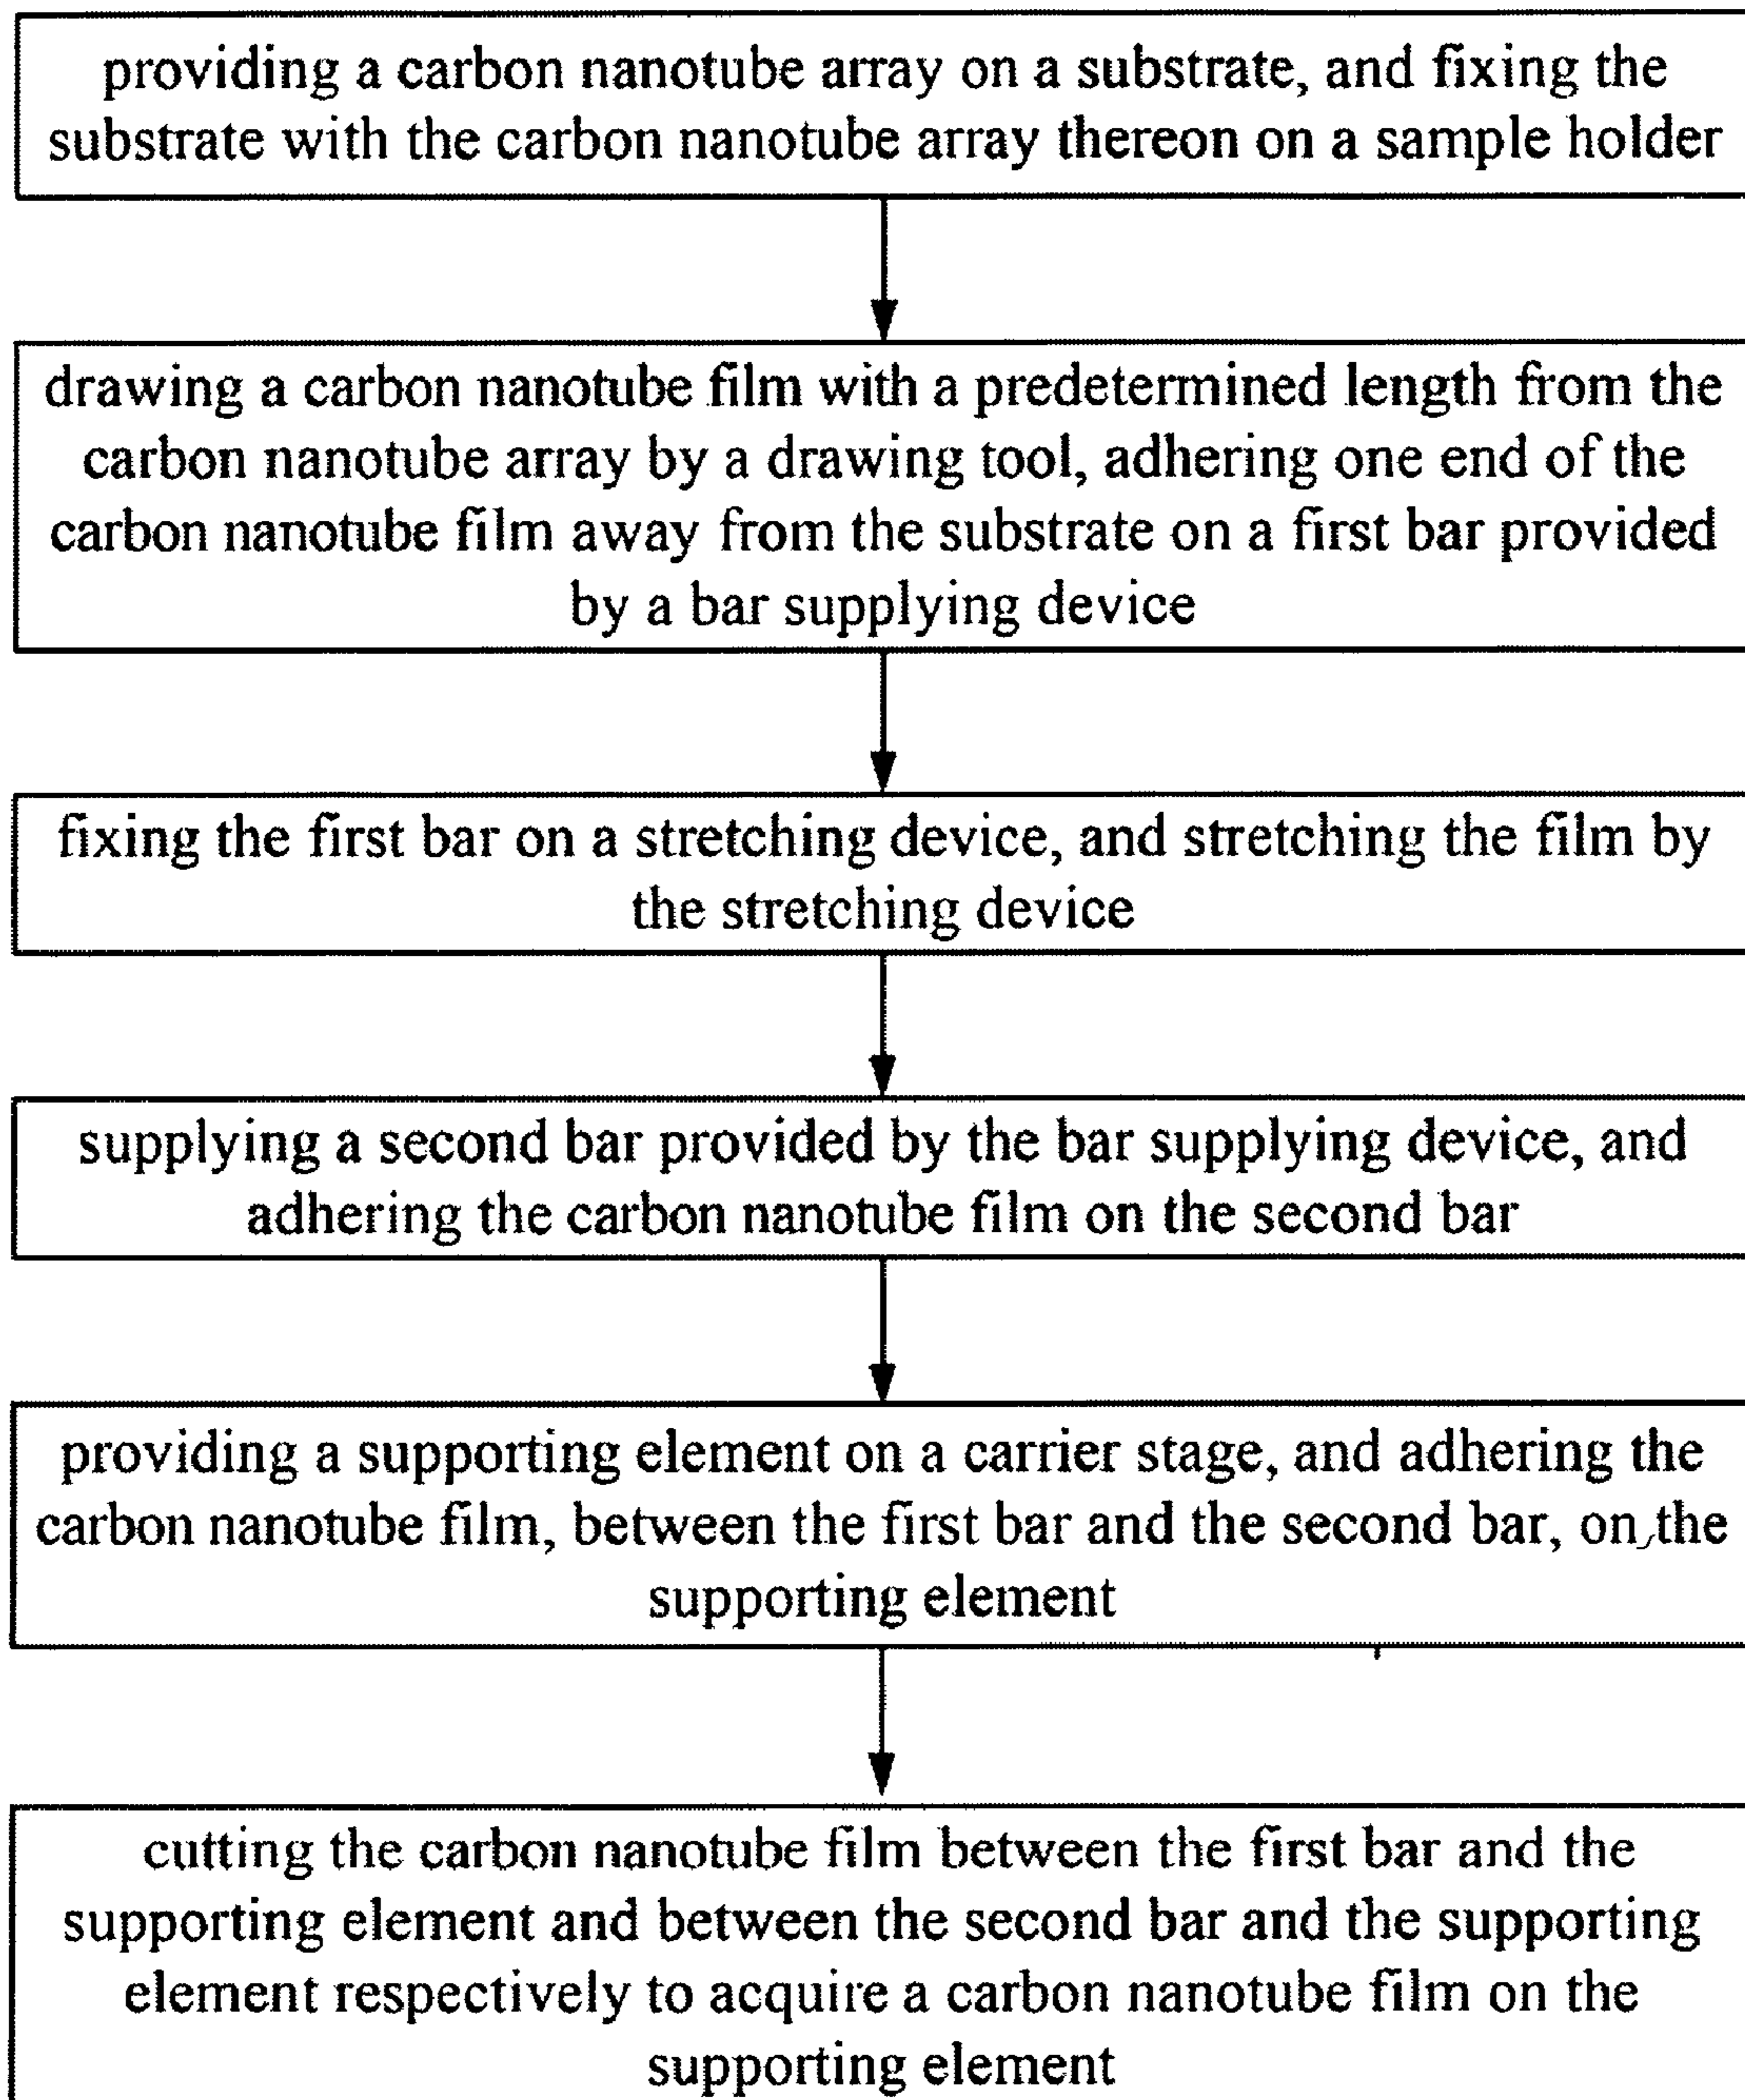 providing a carbon nanotube array on a substrate, and fixing the
substrate with the carbon nanotube array thereon on a sample holder
drawing a carbon nanotube film with a predetermined length from the
carbon nanotube array by a drawing tool, adhering one end of the
carbon nanotube film away from the substrate on a first bar provided
by a bar supplying device
fixing the first bar on a stretching device, and stretching the film by
the stretching device
supplying a second bar provided by the bar supplying device, and
adhering the carbon nanotube film on the second bar
providing a supporting element on a carrier stage, and adhering the
carbon nanotube film, between the first bar and the second bar, on the
supporting element
cutting the carbon nanotube film between the first bar and the
supporting element and between the second bar and the supporting
element respectively to acquire a carbon nanotube film on the
supporting element